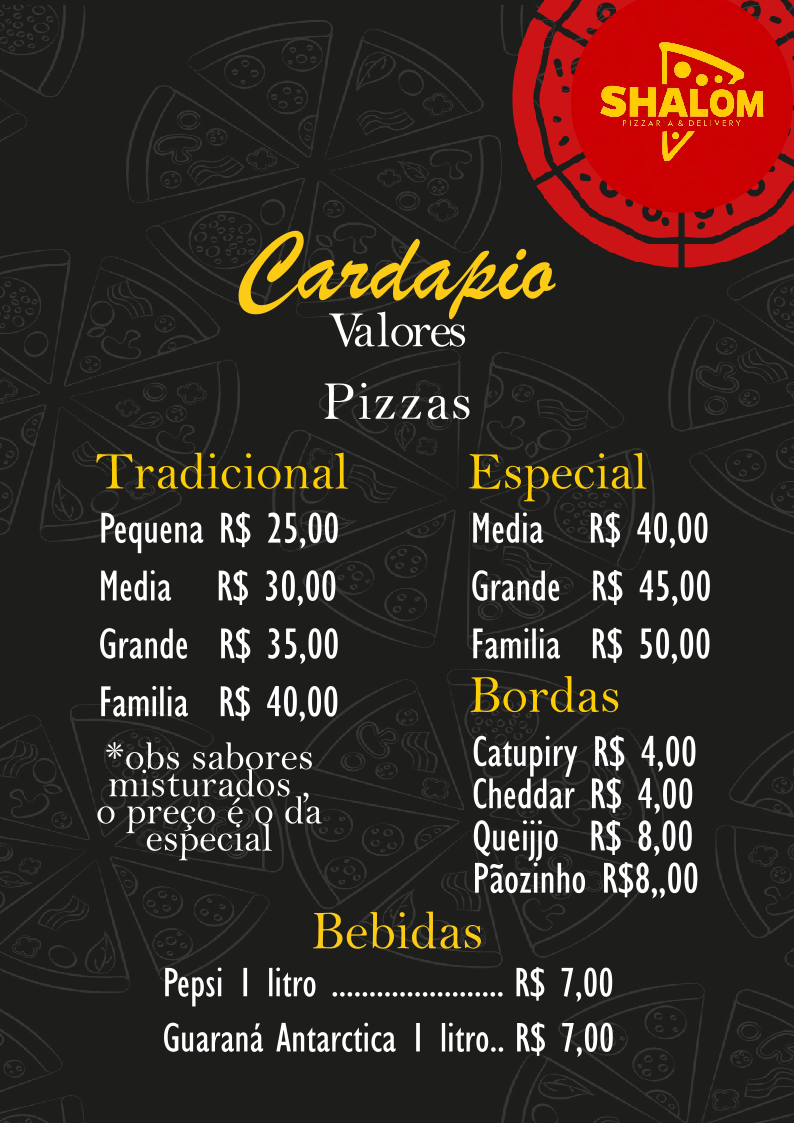 SHALOM
PIZZARIA & DELIVERY
Cardapio
Valores
Pizzas
Tradicional
Pequena R$ 25,00
Media R$ 30,00
Grande R$ 35,00
Familia R$ 40,00
*obs sabores
misturados ,
o preço é o da
especial
Especial
Media R$ 40,00
Grande R$ 45,00
Familia R$ 50,00
Bordas
Catupiry R$ 4,00
Cheddar R$ 4,00
Queijjo R$ 8,00
Pãozinho R$8,,00
Bebidas
Pepsi 1 litro ....................... R$ 7,00
Guaraná Antarctica 1 litro.. R$ 7,00